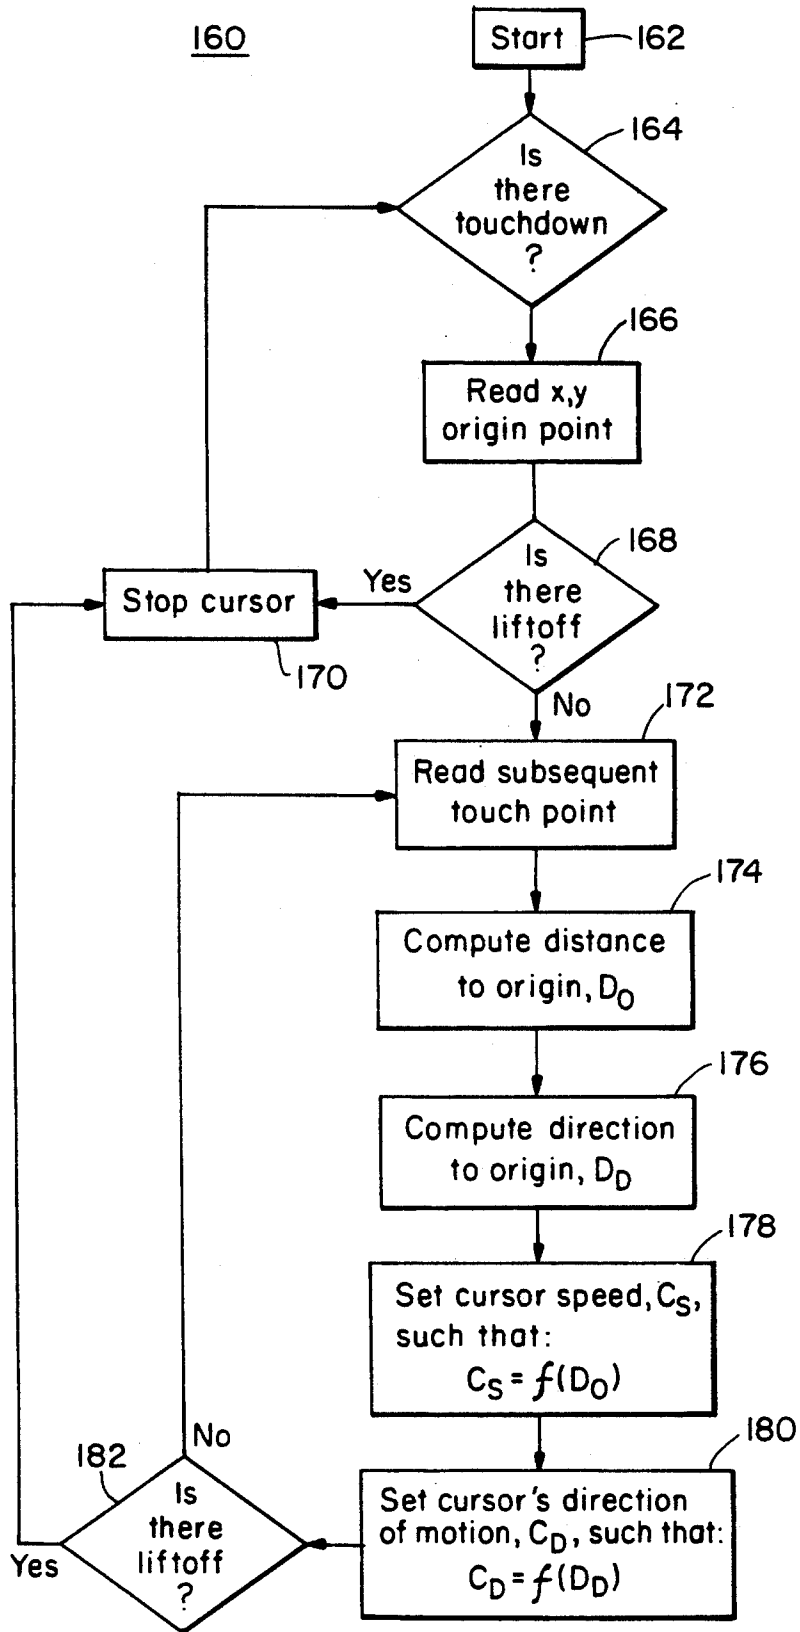 160
Start
162
Is
there
touchdown
?
164
166
Read x,y
origin point
168
Is
there
liftoff
?
Yes
Stop cursor
170
No
172
Read subsequent
touch point
174
Compute distance
to origin, D_O
176
Compute direction
to origin, D_D
178
Set cursor speed, C_S,
such that:
C_S = f(D_O)
180
Set cursor's direction
of motion, C_D, such that:
C_D = f(D_D)
182
No
Is
there
liftoff
?
Yes